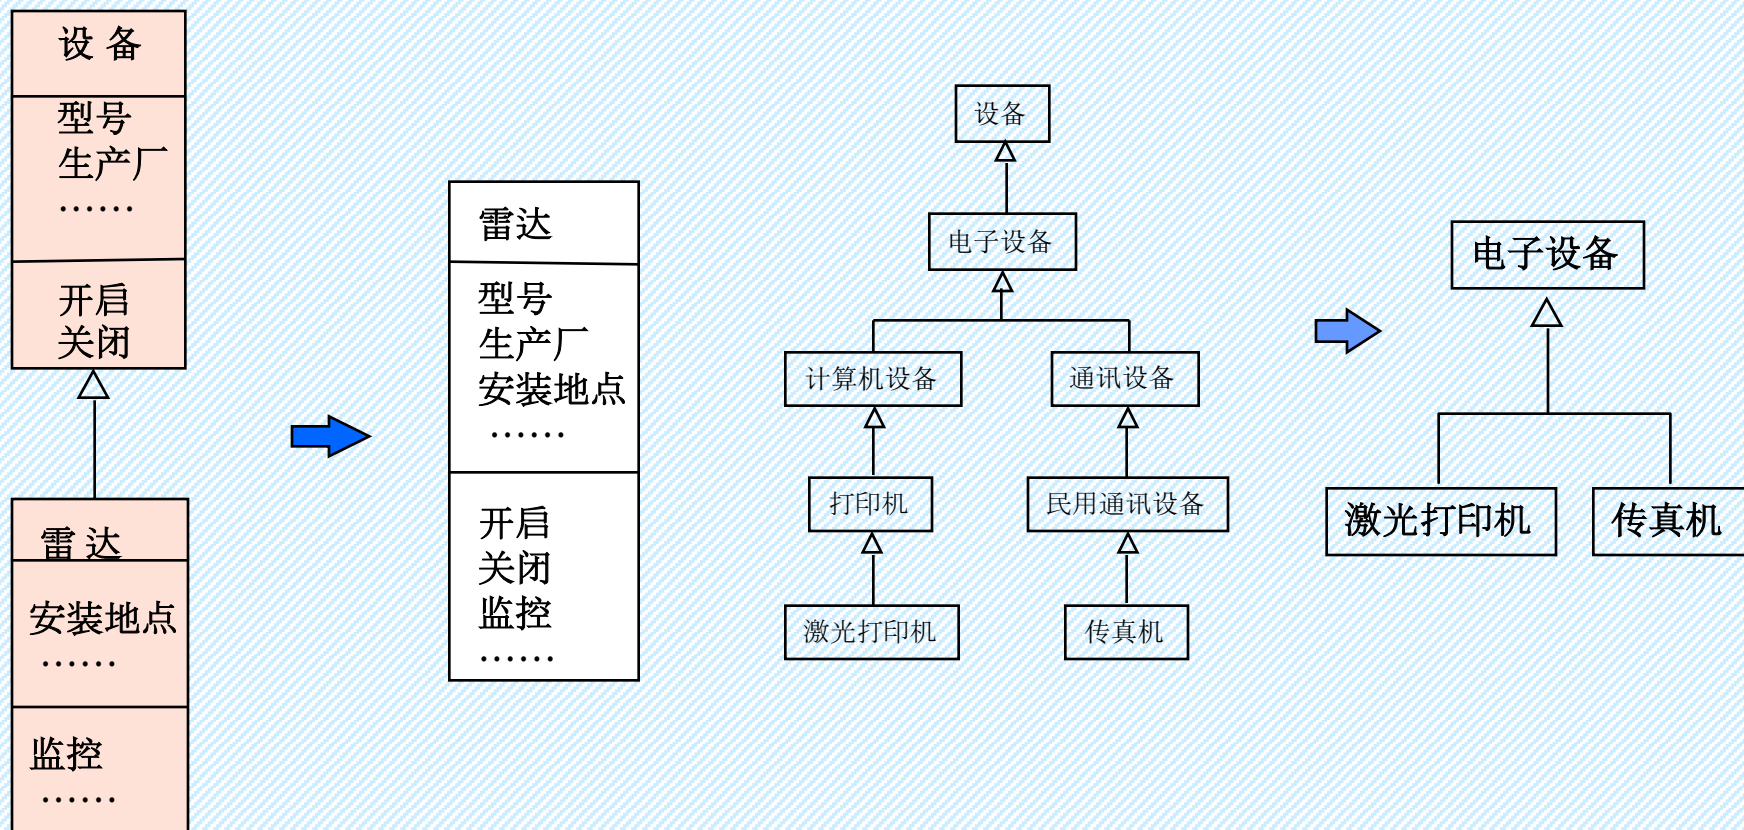 设 备
型号
生产厂
……
开启
关闭
雷 达
安装地点
……
监控
……
雷达
型号
生产厂
安装地点
……
开启
关闭
监控
……
设备
电子设备
计算机设备
通讯设备
打印机
民用通讯设备
激光打印机
传真机
电子设备
激光打印机
传真机